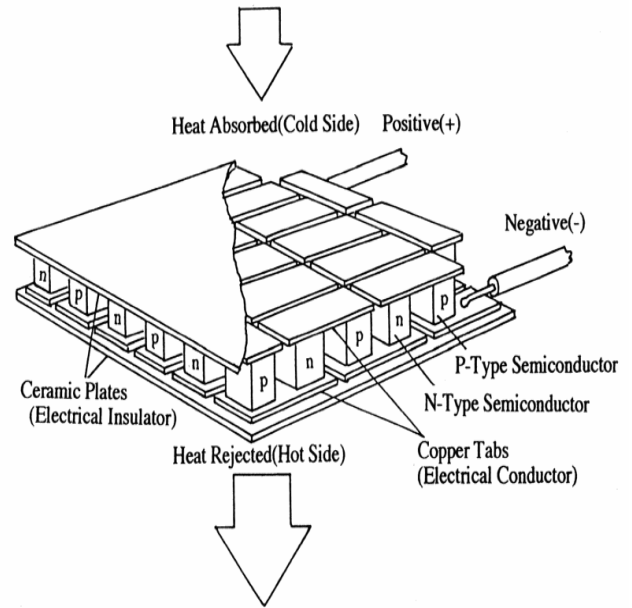 Heat Absorbed(Cold Side)
Positive(+)
Negative(-)
n
p
n
p
n
p
n
p
n
p
P-Type Semiconductor
N-Type Semiconductor
Ceramic Plates
(Electrical Insulator)
Copper Tabs
(Electrical Conductor)
Heat Rejected(Hot Side)